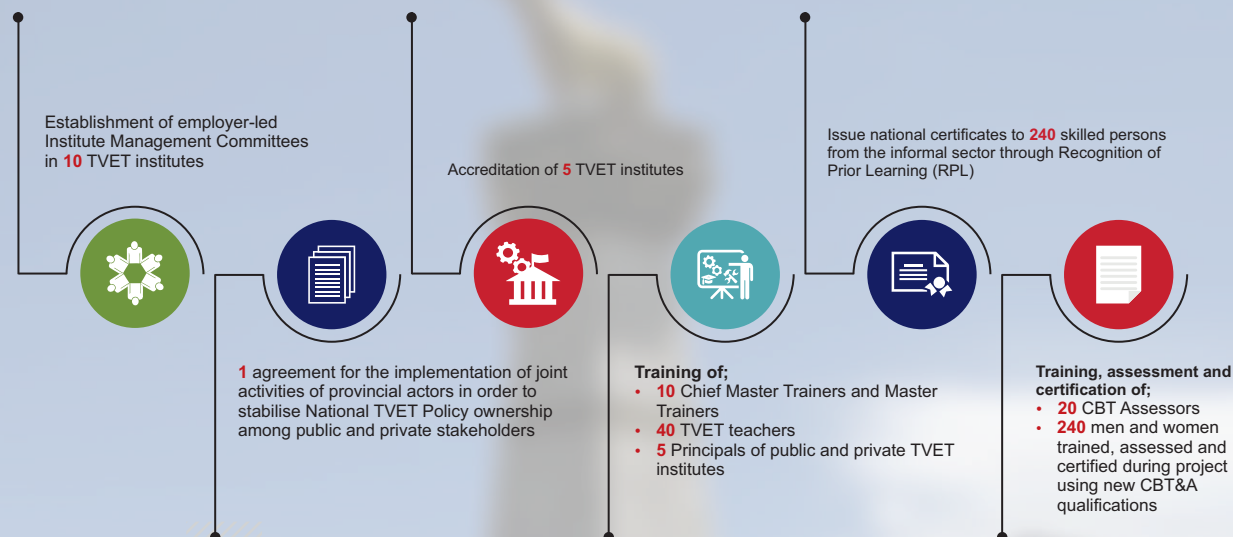 Establishment of employer-led
Institute Management Committees
in 10 TVET institutes
1 agreement for the implementation of joint
activities of provincial actors in order to
stabilise National TVET Policy ownership
among public and private stakeholders
Accreditation of 5 TVET institutes
Training of;
• 10 Chief Master Trainers and Master
Trainers
• 40 TVET teachers
• 5 Principals of public and private TVET
institutes
Issue national certificates to 240 skilled persons
from the informal sector through Recognition of
Prior Learning (RPL)
Training, assessment and
certification of;
• 20 CBT Assessors
• 240 men and women
trained, assessed and
certified during project
using new CBT&A
qualifications